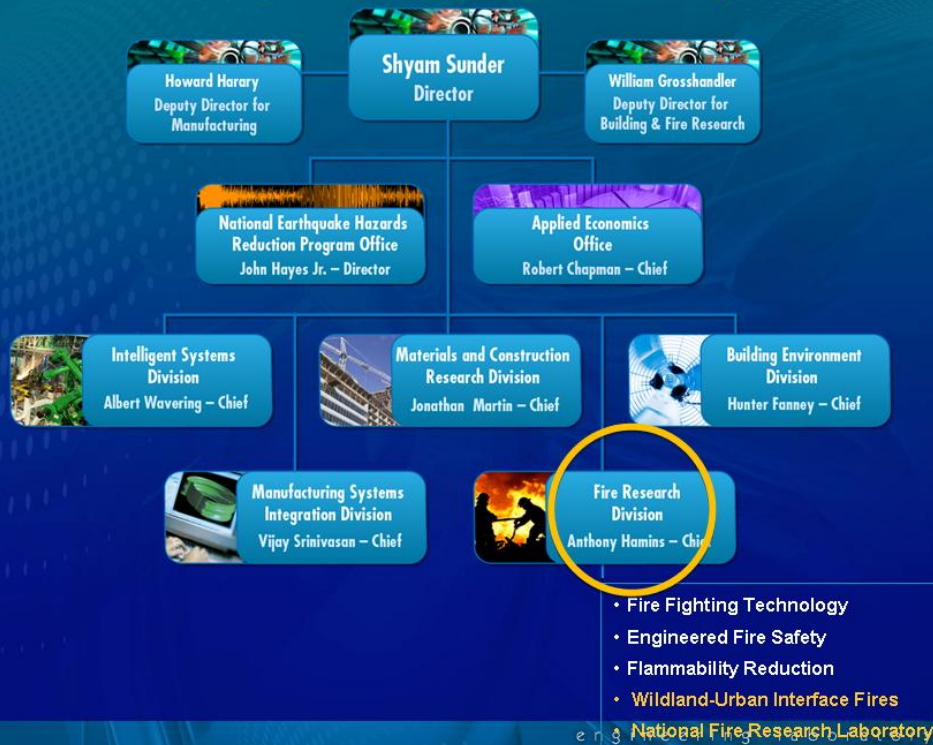 Shyam Sunder
Director
Howard Harary
Deputy Director for
Manufacturing
William Grosshandler
Deputy Director for
Building & Fire Research
National Earthquake Hazards
Reduction Program Office
John Hayes Jr. – Director
Applied Economics
Office
Robert Chapman – Chief
Intelligent Systems
Division
Albert Wavering – Chief
Materials and Construction
Research Division
Jonathan Martin – Chief
Building Environment
Division
Hunter Fanney – Chief
Manufacturing Systems
Integration Division
Vijay Srinivasan – Chief
Fire Research
Division
Anthony Hamins – Chief
• Fire Fighting Technology
• Engineered Fire Safety
• Flammability Reduction
• Wildland-Urban Interface Fires
• National Fire Research Laboratory